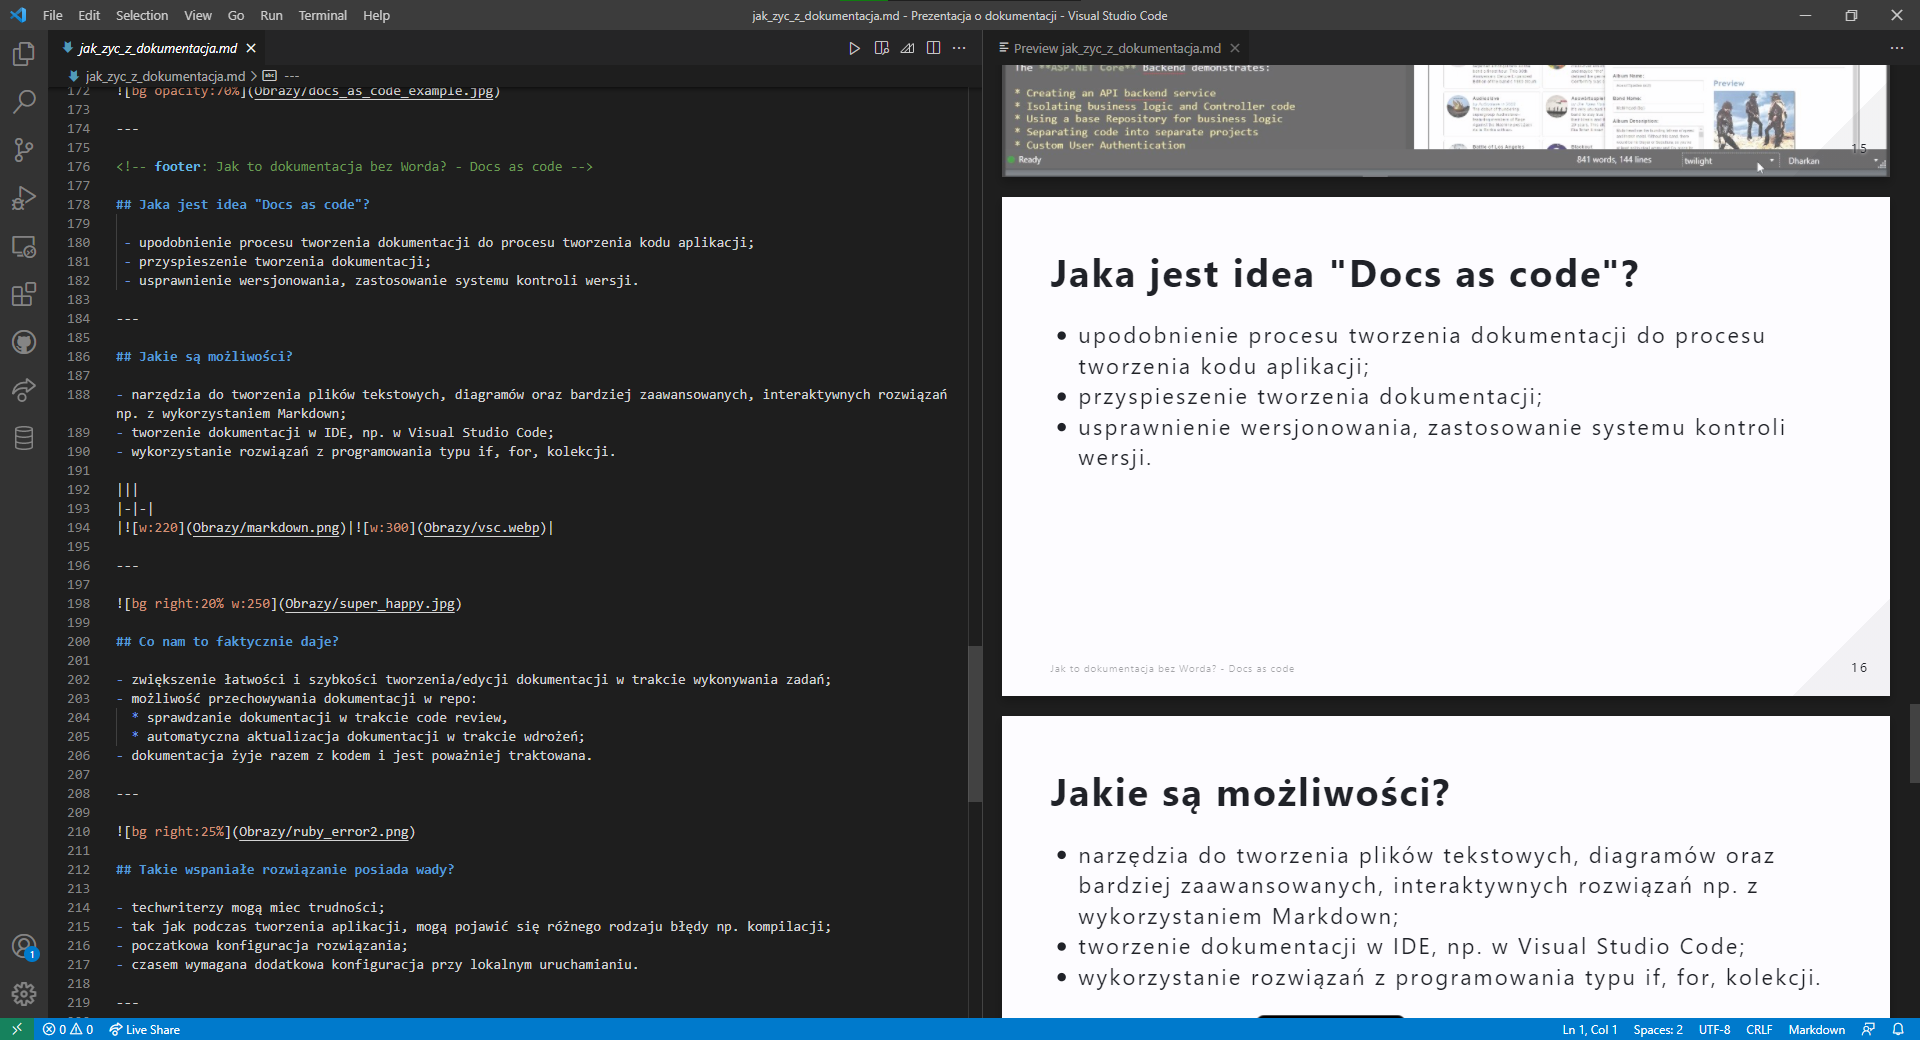 File Edit Selection View Go Run Terminal Help
jak_zyc_z_dokumentacja.md - Prezentacja o dokumentacji - Visual Studio Code
jak_zyc_z_dokumentacja.md
jak_zyc_z_dokumentacja.md > ---
172 ![bg opacity:70%](Obrazy/docs_as_code_example.jpg)
173
174 ---
175
176 <!-- footer: Jak to dokumentacja bez Worda? - Docs as code -->
177
178 ## Jaka jest idea "Docs as code"?
179
180 - upodobnienie procesu tworzenia dokumentacji do procesu tworzenia kodu aplikacji;
181 - przyspieszenie tworzenia dokumentacji;
182 - usprawnienie wersjonowania, zastosowanie systemu kontroli wersji.
183
184 ---
185
186 ## Jakie są możliwości?
187
188 - narzędzia do tworzenia plików tekstowych, diagramów oraz bardziej zaawansowanych, interaktywnych rozwiązań
np. z wykorzystaniem Markdown;
189 - tworzenie dokumentacji w IDE, np. w Visual Studio Code;
190 - wykorzystanie rozwiązań z programowania typu if, for, kolekcji.
191
192 |||
193 |-|-|
194 |![w:220](Obrazy/markdown.png)|![w:300](Obrazy/vsc.webp)|
195
196 ---
197
198 ![bg right:20% w:250](Obrazy/super_happy.jpg)
199
200 ## Co nam to faktycznie daje?
201
202 - zwiększenie łatwości i szybkości tworzenia/edycji dokumentacji w trakcie wykonywania zadań;
203 - możliwość przechowywania dokumentacji w repo:
204 * sprawdzanie dokumentacji w trakcie code review,
205 * automatyczna aktualizacja dokumentacji w trakcie wdrożeń;
206 - dokumentacja żyje razem z kodem i jest poważniej traktowana.
207
208 ---
209
210 ![bg right:25%](Obrazy/ruby_error2.png)
211
212 ## Takie wspaniałe rozwiązanie posiada wady?
213
214 - techwriterzy mogą miec trudności;
215 - tak jak podczas tworzenia aplikacji, mogą pojawić się różnego rodzaju błędy np. kompilacji;
216 - poczatkowa konfiguracja rozwiązania;
217 - czasem wymagana dodatkowa konfiguracja przy lokalnym uruchamianiu.
218
219 ---
Preview jak_zyc_z_dokumentacja.md
The **ASP.NET Core** Backend demonstrates:
* Creating an API backend service
* Isolating business logic and Controller code
* Using a base Repository for business logic
* Separating code into separate projects
* Custom User Authentication
Album Name:
Band Name:
Album Description:
Preview
Audioslave
Battle of Los Angeles
Blackout
Ready
841 words, 144 lines
twilight
Dharkan
15
Jaka jest idea "Docs as code"?
• upodobnienie procesu tworzenia dokumentacji do procesu
tworzenia kodu aplikacji;
• przyspieszenie tworzenia dokumentacji;
• usprawnienie wersjonowania, zastosowanie systemu kontroli
wersji.
Jak to dokumentacja bez Worda? - Docs as code
16
Jakie są możliwości?
• narzędzia do tworzenia plików tekstowych, diagramów oraz
bardziej zaawansowanych, interaktywnych rozwiązań np. z
wykorzystaniem Markdown;
• tworzenie dokumentacji w IDE, np. w Visual Studio Code;
• wykorzystanie rozwiązań z programowania typu if, for, kolekcji.
1
0 0 Live Share
Ln 1, Col 1 Spaces: 2 UTF-8 CRLF Markdown